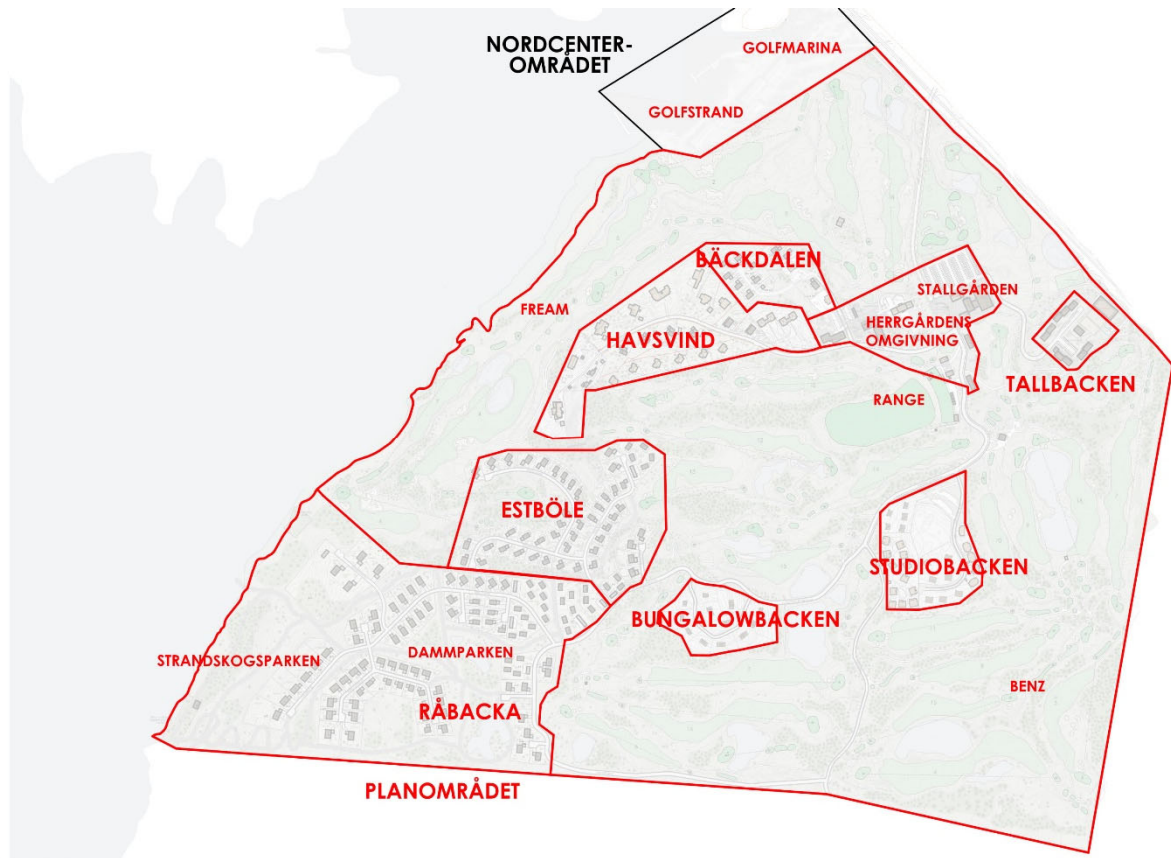 NORDCENTER-
OMRÅDET
GOLFMARINA
GOLFSTRAND
BÄCKDALEN
STALLGÅRDEN
FREAM
HAVSVIND
HERRGÅRDENS
OMGIVNING
TALLBACKEN
RANGE
ESTBÖLE
STUDIOBACKEN
BUNGALOWBACKEN
STRANDSKOGSPARKEN
DAMMPARKEN
BENZ
RÅBACKA
PLANOMRÅDET